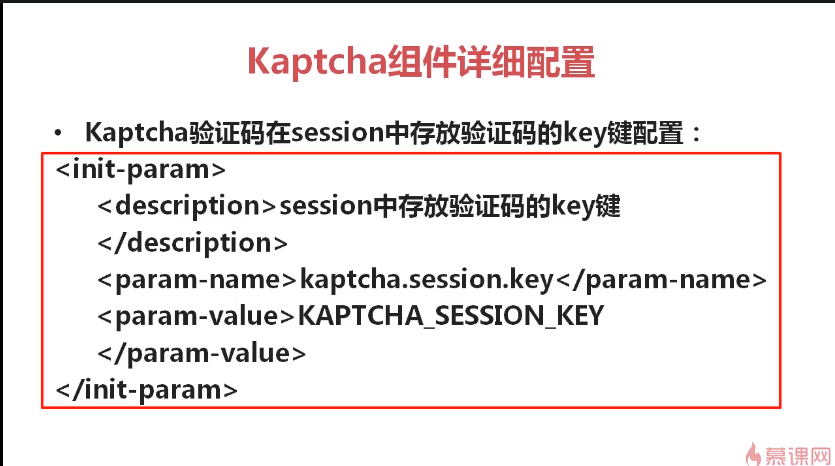 Kaptcha组件详细配置
• Kaptcha验证码在session中存放验证码的key键配置：
<init-param>
<description>session中存放验证码的key键
</description>
<param-name>kaptcha.session.key</param-name>
<param-value>KAPTCHA_SESSION_KEY
</param-value>
</init-param>
慕课网